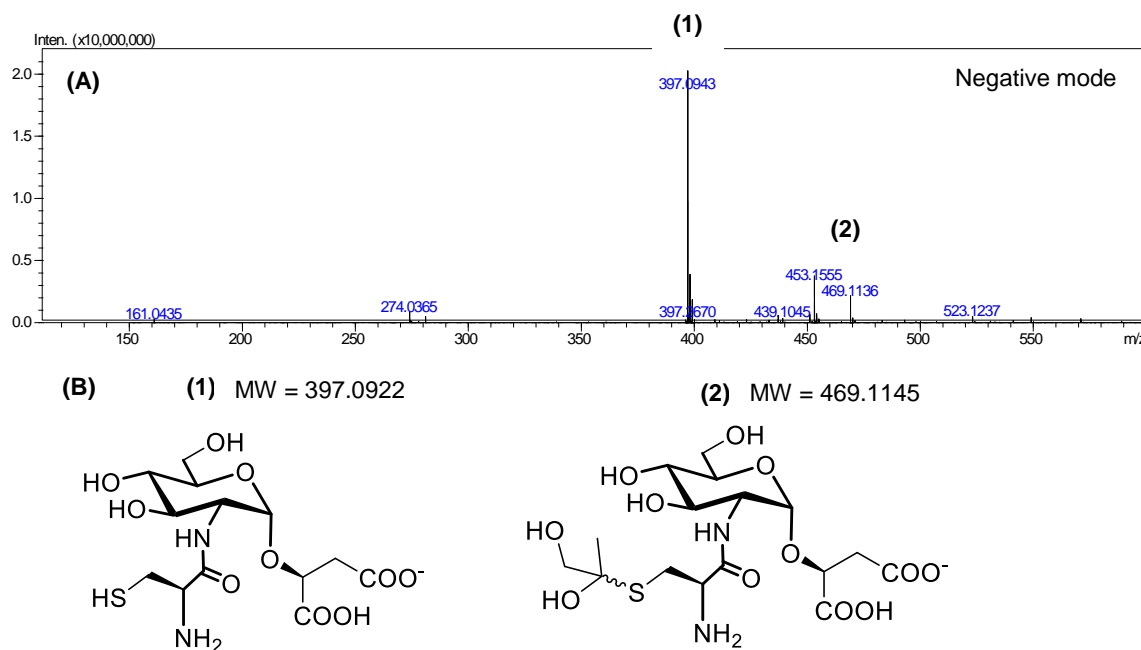 (1)
Inten. (x10,000,000)
(A)
Negative mode
2.0
1.5
1.0
0.5
0.0
397.0943
(2)
453.1555
469.1136
161.0435
274.0365
397.2670
439.1045
523.1237
150 200 250 300 350 400 450 500 550 m/z
(B) (1) MW = 397.0922
(2) MW = 469.1145
OH
HO
O
HO
HN
O
O
HS
COO-
NH2
COOH
OH
HO
O
HO
HO
HN
O
HO
S
O
COO-
NH2
COOH